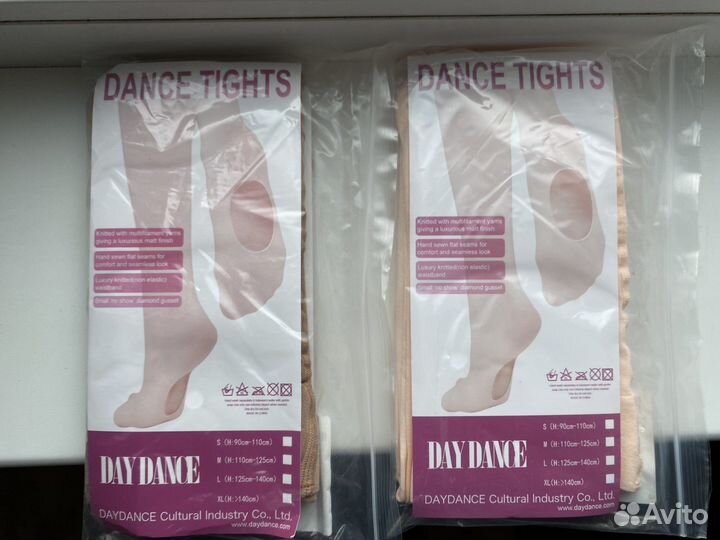 DANCE TIGHTS
Knitted with multifilament yarns
giving a luxurious matt finish
Hand sewn flat seams for
comfort and seamless look
Luxury knitted(non elastic)
waistband
Small no show diamond gusset
S (H:90cm-110cm)
M (H:110cm-125cm)
L (H:125cm-140cm)
XL(H:>140cm)
DAY DANCE
DAYDANCE Cultural Industry Co., Ltd.
www.daydance.com
DANCE TIGHTS
Knitted with multifilament yarns
giving a luxurious matt finish
Hand sewn flat seams for
comfort and seamless look
Luxury knitted(non elastic)
waistband
Small no show diamond gusset
S (H:90cm-110cm)
M (H:110cm-125cm)
L (H:125cm-140cm)
XL(H:>140cm)
DAY DANCE
DAYDANCE Cultural Industry Co., Ltd.
www.daydance.com
Avito